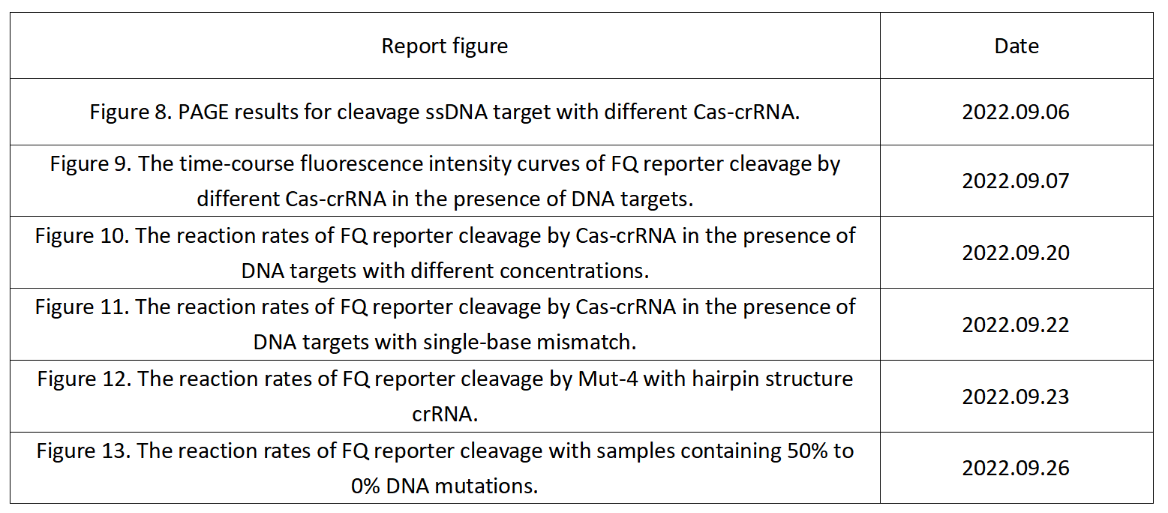 Report figure
Date
Figure 8. PAGE results for cleavage ssDNA target with different Cas-crRNA.
2022.09.06
Figure 9. The time-course fluorescence intensity curves of FQ reporter cleavage by
different Cas-crRNA in the presence of DNA targets.
2022.09.07
Figure 10. The reaction rates of FQ reporter cleavage by Cas-crRNA in the presence of
DNA targets with different concentrations.
2022.09.20
Figure 11. The reaction rates of FQ reporter cleavage by Cas-crRNA in the presence of
DNA targets with single-base mismatch.
2022.09.22
Figure 12. The reaction rates of FQ reporter cleavage by Mut-4 with hairpin structure
crRNA.
2022.09.23
Figure 13. The reaction rates of FQ reporter cleavage with samples containing 50% to
0% DNA mutations.
2022.09.26